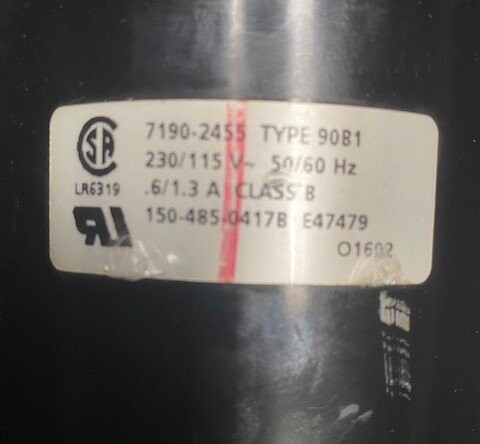 7190-2455 TYPE 90B1
230/115 V~ 50/60 Hz
.6/1.3 A CLASS B
150-485-0417B E47479
O1602
SA
LR6319